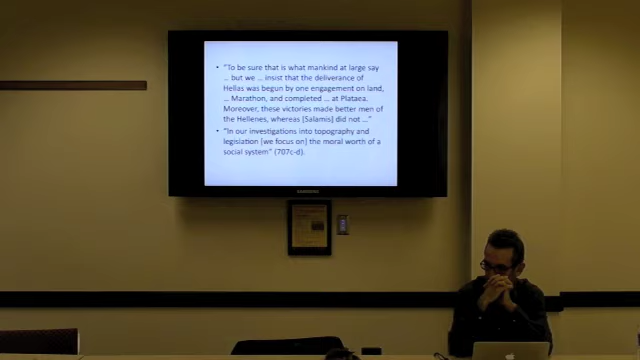 • "To be sure that is what mankind at large say
… but we … insist that the deliverance of
Hellas was begun by one engagement on land,
… Marathon, and completed … at Plataea.
Moreover, these victories made better men of
the Hellenes, whereas [Salamis] did not …"
• "In our investigations into topography and
legislation [we focus on] the moral worth of a
social system" (707c-d).
SAMSUNG